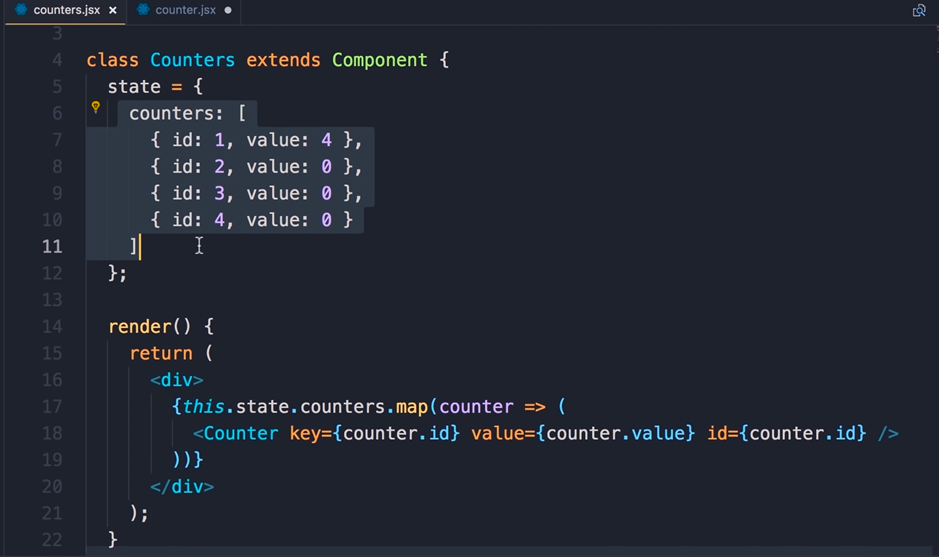 counters.jsx × counter.jsx ●
3
4 class Counters extends Component {
5 state = {
6 counters: [
7 { id: 1, value: 4 },
8 { id: 2, value: 0 },
9 { id: 3, value: 0 },
10 { id: 4, value: 0 }
11 ]
12 };
13
14 render() {
15 return (
16 <div>
17 {this.state.counters.map(counter => (
18 <Counter key={counter.id} value={counter.value} id={counter.id} />
19 ))}
20 </div>
21 );
22 }